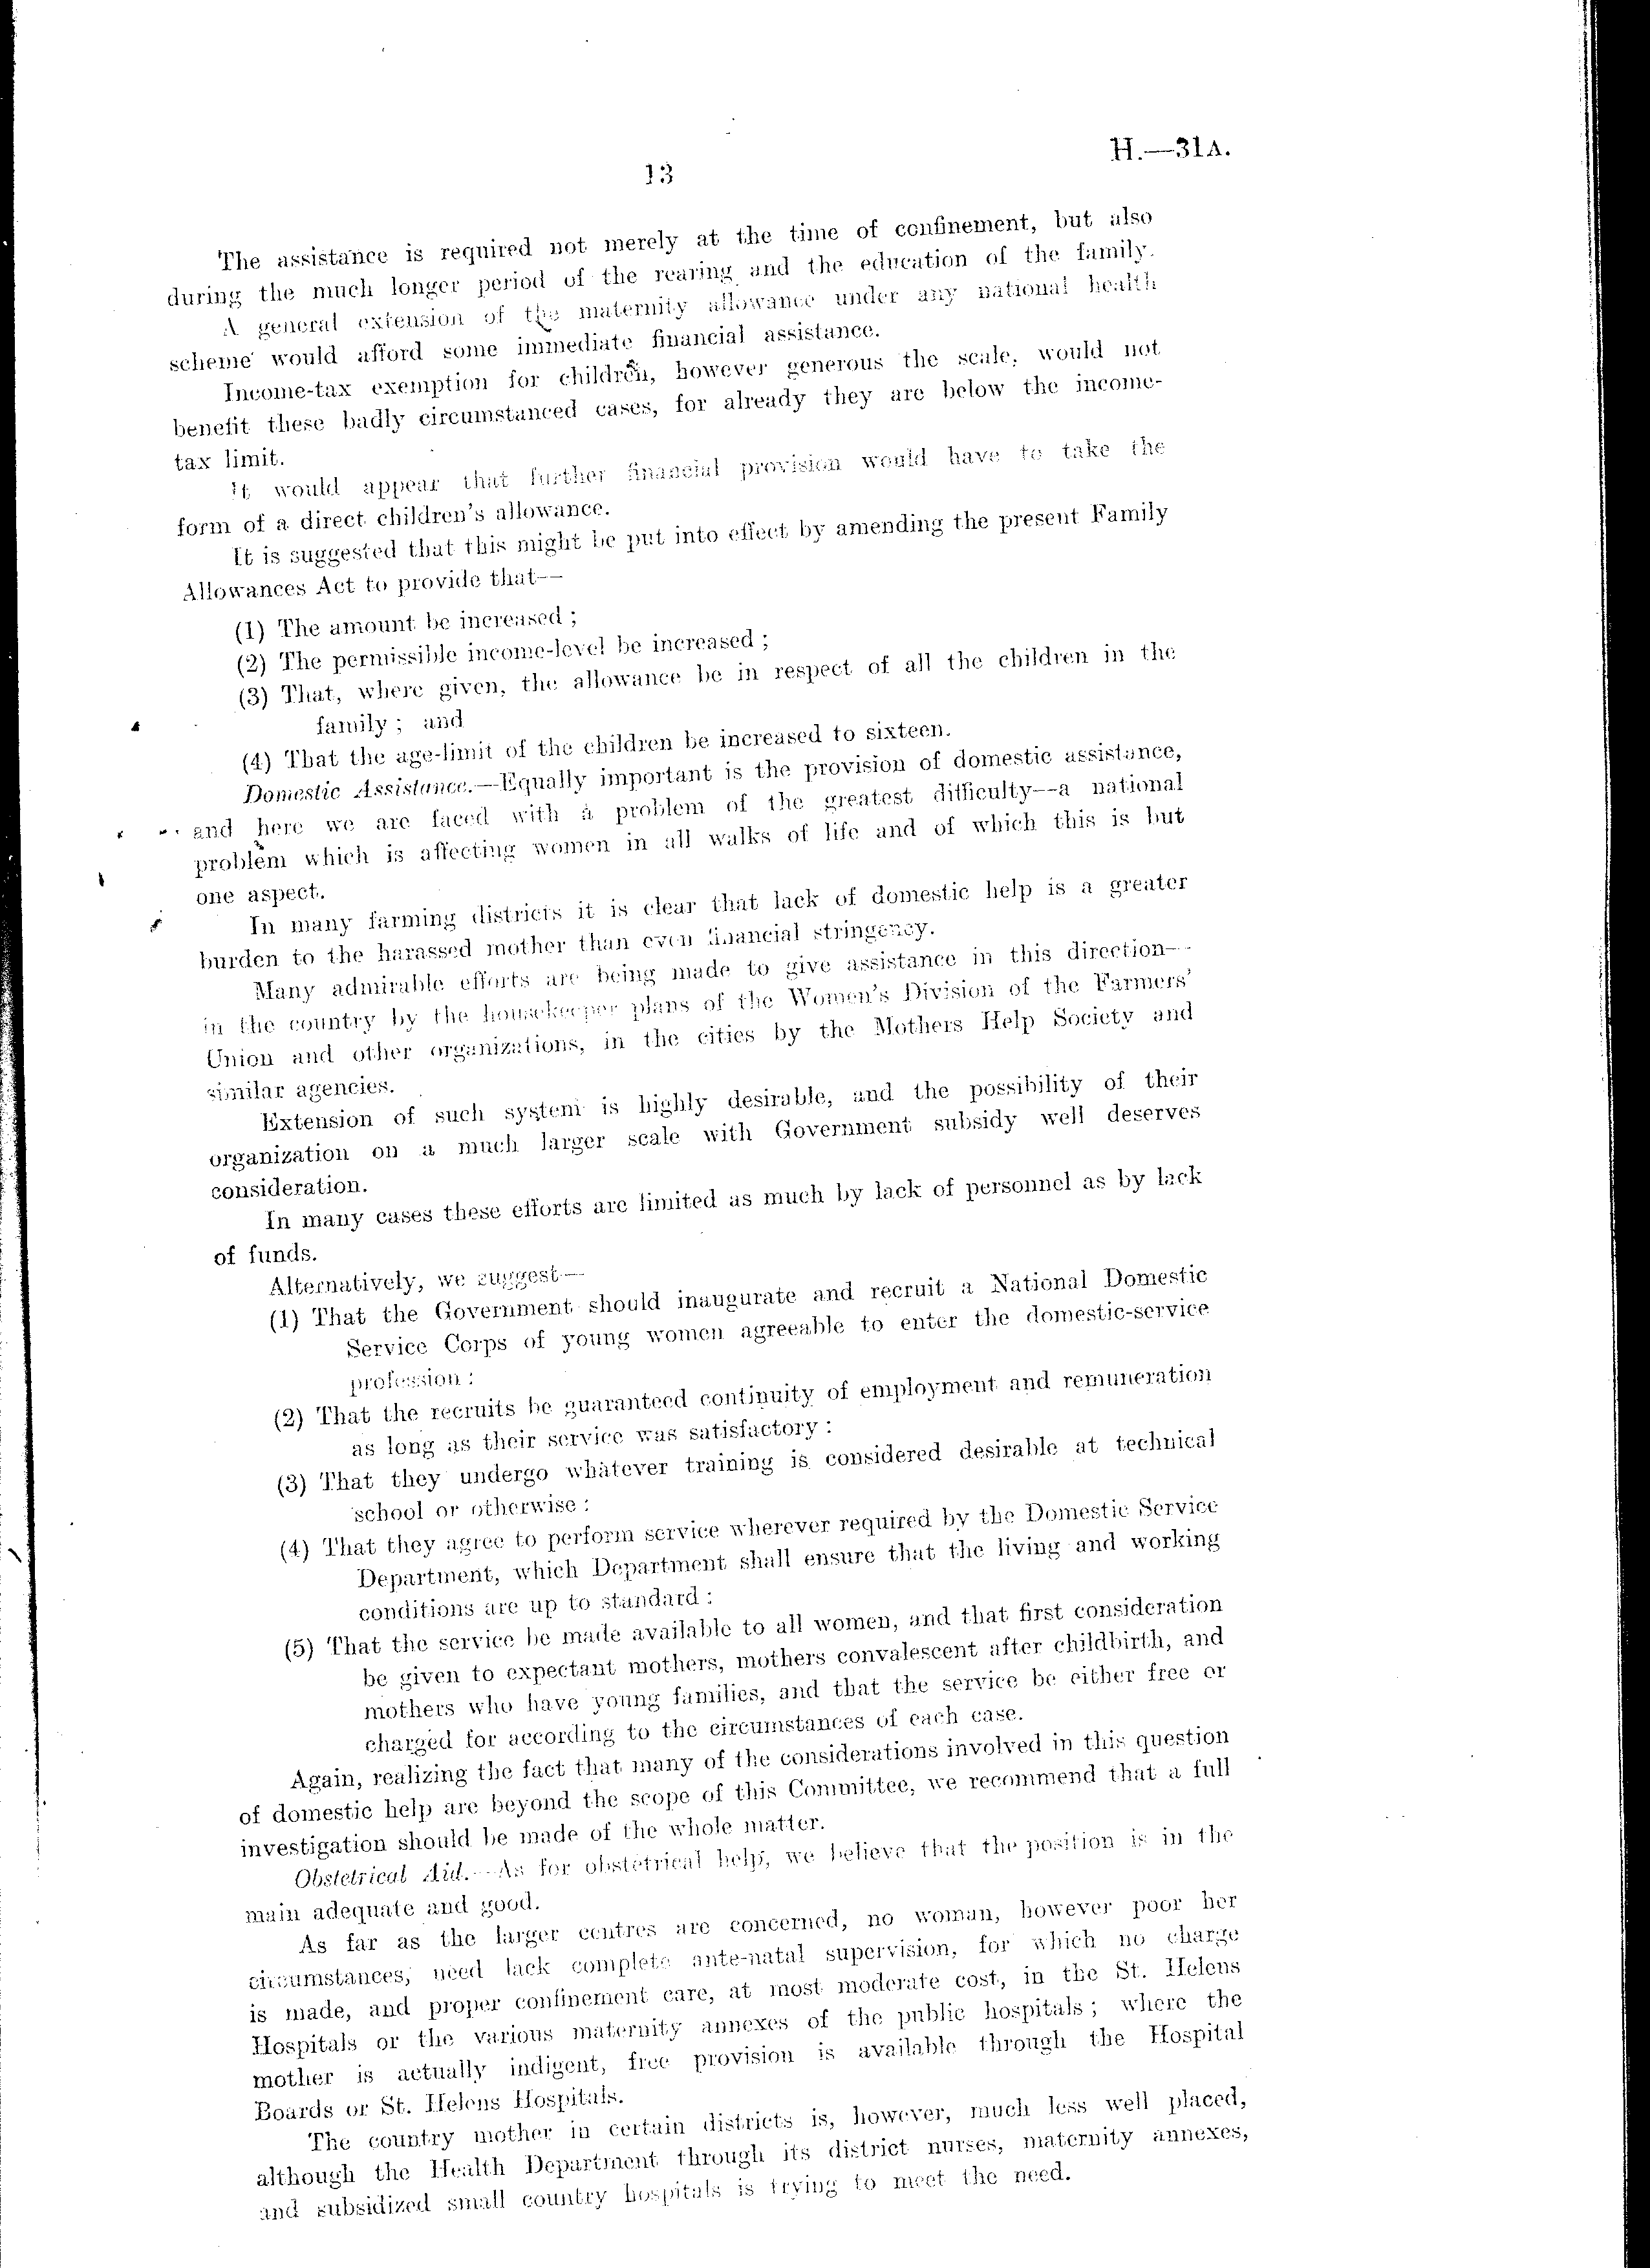 H.—31A.
13
The assistance is required not merely at the time of confinement, but also
during the much longer period of the rearing and the education of the family.
A general extension of the maternity allowance under any national health
scheme would afford some immediate financial assistance.
Income-tax exemption for children, however generous the scale, would not
benefit these badly circumstanced cases, for already they are below the income-
tax limit.
It would appear that further financial provision would have to take the
form of a direct children's allowance.
It is suggested that this might be put into effect by amending the present Family
Allowances Act to provide that—
(1) The amount be increased ;
(2) The permissible income-level be increased ;
(3) That, where given, the allowance be in respect of all the children in the
family ; and
(4) That the age-limit of the children be increased to sixteen.
Domestic Assistance.—Equally important is the provision of domestic assistance,
and here we are faced with a problem of the greatest difficulty—a national
problem which is affecting women in all walks of life and of which this is but
one aspect.
In many farming districts it is clear that lack of domestic help is a greater
burden to the harassed mother than even financial stringency.
Many admirable efforts are being made to give assistance in this direction—
in the country by the housekeeper plans of the Women's Division of the Farmers'
Union and other organizations, in the cities by the Mothers Help Society and
similar agencies.
Extension of such system is highly desirable, and the possibility of their
organization on a much larger scale with Government subsidy well deserves
consideration.
In many cases these efforts are limited as much by lack of personnel as by lack
of funds.
Alternatively, we suggest—
(1) That the Government should inaugurate and recruit a National Domestic
Service Corps of young women agreeable to enter the domestic-service
profession :
(2) That the recruits be guaranteed continuity of employment and remuneration
as long as their service was satisfactory :
(3) That they undergo whatever training is considered desirable at technical
school or otherwise :
(4) That they agree to perform service wherever required by the Domestic Service
Department, which Department shall ensure that the living and working
conditions are up to standard :
(5) That the service be made available to all women, and that first consideration
be given to expectant mothers, mothers convalescent after childbirth, and
mothers who have young families, and that the service be either free or
charged for according to the circumstances of each case.
Again, realizing the fact that many of the considerations involved in this question
of domestic help are beyond the scope of this Committee, we recommend that a full
investigation should be made of the whole matter.
Obstetrical Aid.—As for obstetrical help, we believe that the position is in the
main adequate and good.
As far as the larger centres are concerned, no woman, however poor her
circumstances, need lack complete ante-natal supervision, for which no charge
is made, and proper confinement care, at most moderate cost, in the St. Helens
Hospitals or the various maternity annexes of the public hospitals ; where the
mother is actually indigent, free provision is available through the Hospital
Boards or St. Helens Hospitals.
The country mother in certain districts is, however, much less well placed,
although the Health Department through its district nurses, maternity annexes,
and subsidized small country hospitals is trying to meet the need.